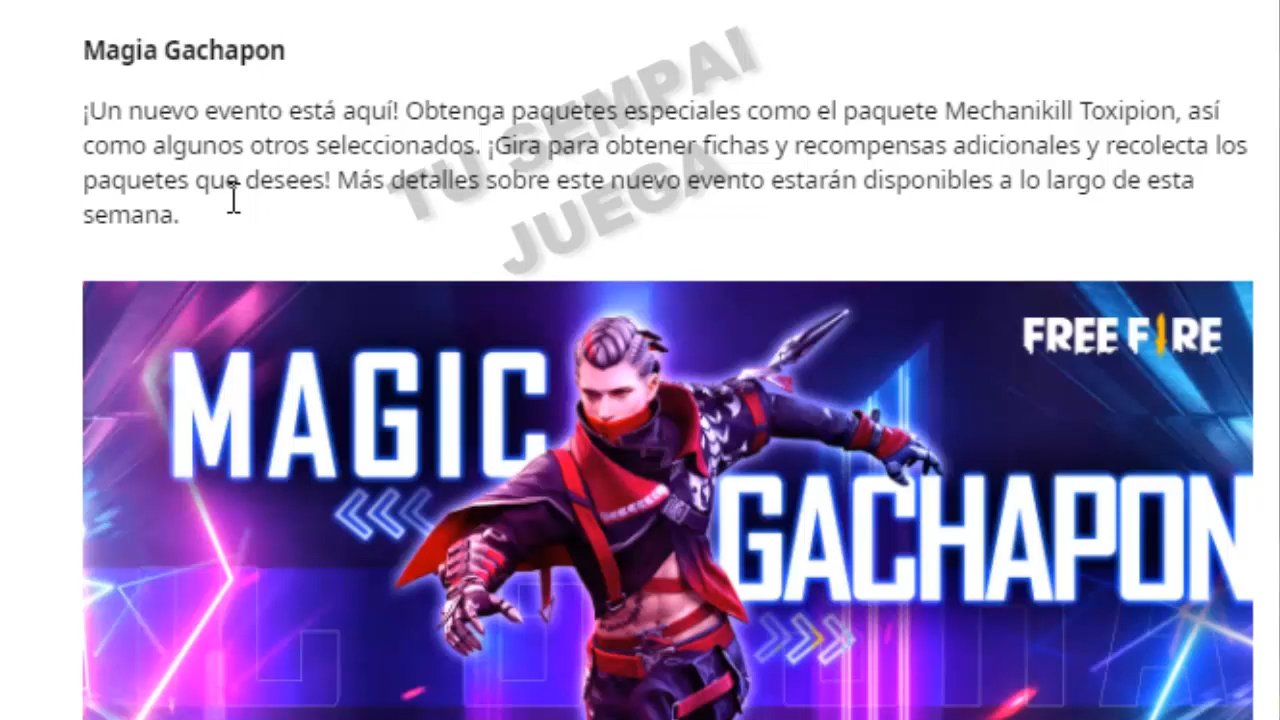 Magia Gachapon
¡Un nuevo evento está aquí! Obtenga paquetes especiales como el paquete Mechanikill Toxipion, así
como algunos otros seleccionados. ¡Gira para obtener fichas y recompensas adicionales y recolecta los
paquetes que desees! Más detalles sobre este nuevo evento estarán disponibles a lo largo de esta
semana.
TU SEMPAI
JUEGA
FREE FIRE
MAGIC
GACHAPON